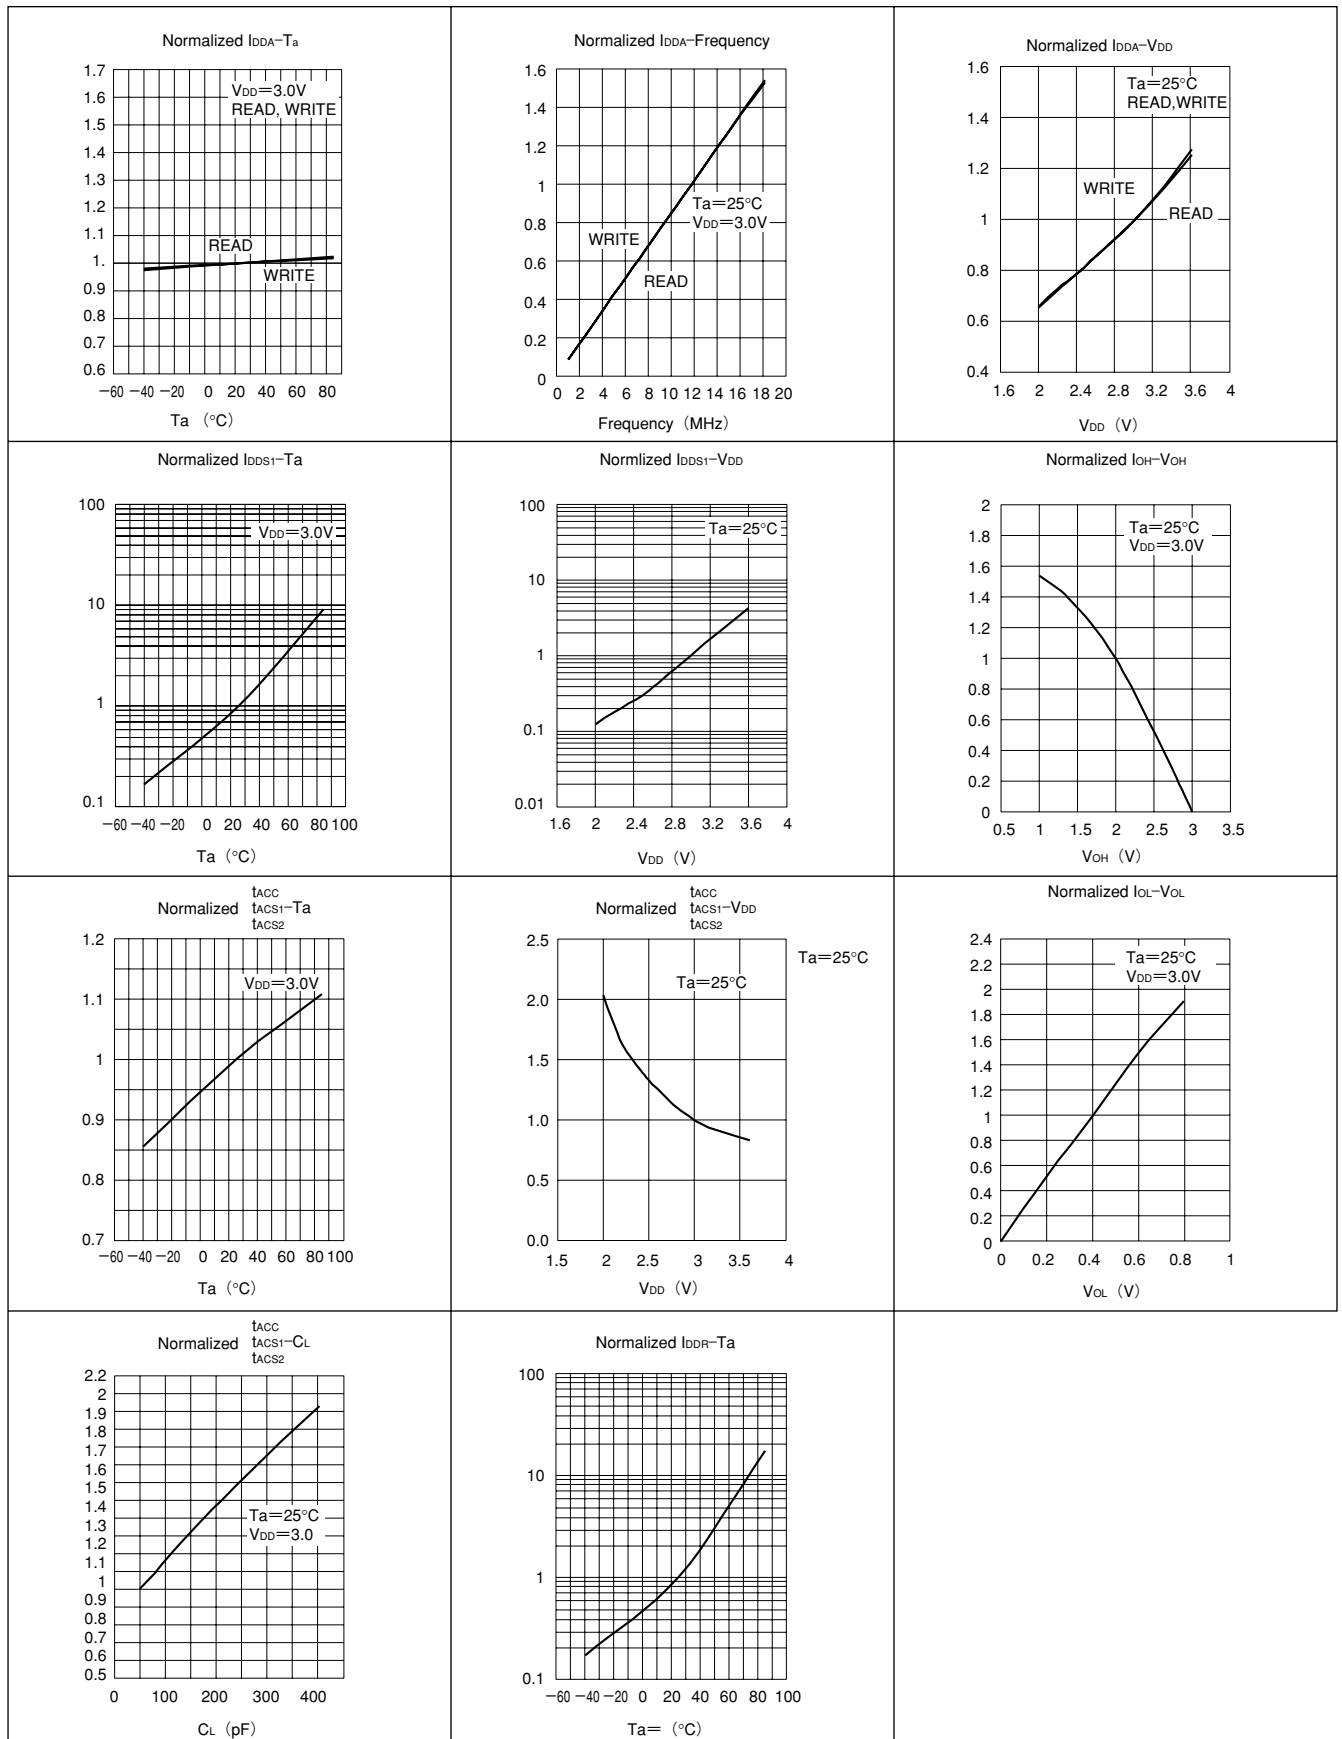 Normalized IDDA–Ta
1.7
1.6
1.5
1.4
1.3
1.2
1.1
1.
0.9
0.8
0.7
0.6
VDD=3.0V
READ, WRITE
READ
WRITE
−60 −40 −20 0 20 40 60 80
Ta (°C)
Normalized IDDA–Frequency
1.6
1.4
1.2
1
0.8
0.6
0.4
0.2
0
Ta=25°C
VDD=3.0V
WRITE
READ
0 2 4 6 8 10 12 14 16 18 20
Frequency (MHz)
Normalized IDDA–VDD
1.6
1.4
1.2
1
0.8
0.6
0.4
Ta=25°C
READ,WRITE
WRITE
READ
1.6 2 2.4 2.8 3.2 3.6 4
VDD (V)
Normalized IDDS1–Ta
100
10
1
0.1
VDD=3.0V
−60 −40 −20 0 20 40 60 80 100
Ta (°C)
Normlized IDDS1–VDD
100
10
1
0.1
0.01
Ta=25°C
1.6 2 2.4 2.8 3.2 3.6 4
VDD (V)
Normalized IOH–VOH
2
1.8
1.6
1.4
1.2
1
0.8
0.6
0.4
0.2
0
Ta=25°C
VDD=3.0V
0.5 1 1.5 2 2.5 3 3.5
VOH (V)
tACC
Normalized tACS1–Ta
tACS2
1.2
1.1
1
0.9
0.8
0.7
VDD=3.0V
−60 −40 −20 0 20 40 60 80 100
Ta (°C)
tACC
Normalized tACS1–VDD
tACS2
2.5
2.0
1.5
1.0
0.5
0.0
Ta=25°C
Ta=25°C
1.5 2 2.5 3 3.5 4
VDD (V)
Normalized IOL–VOL
2.4
2.2
2
1.8
1.6
1.4
1.2
1
0.8
0.6
0.4
0.2
0
Ta=25°C
VDD=3.0V
0 0.2 0.4 0.6 0.8 1
VOL (V)
tACC
Normalized tACS1–CL
tACS2
2.2
2
1.9
1.8
1.7
1.6
1.5
1.4
1.3
1.2
1.1
1
0.9
0.8
0.7
0.6
0.5
Ta=25°C
VDD=3.0
0 100 200 300 400
CL (pF)
Normalized IDDR–Ta
100
10
1
0.1
−60 −40 −20 0 20 40 60 80 100
Ta= (°C)